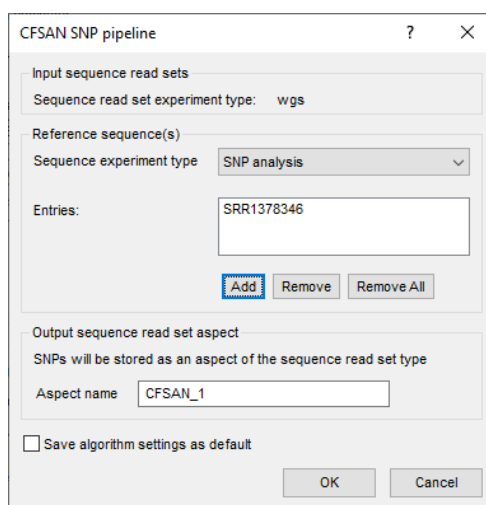 CFSAN SNP pipeline ? ×
Input sequence read sets
Sequence read set experiment type: wgs
Reference sequence(s)
Sequence experiment type SNP analysis
Entries: SRR1378346
Add Remove Remove All
Output sequence read set aspect
SNPs will be stored as an aspect of the sequence read set type
Aspect name CFSAN_1
Save algorithm settings as default
OK Cancel